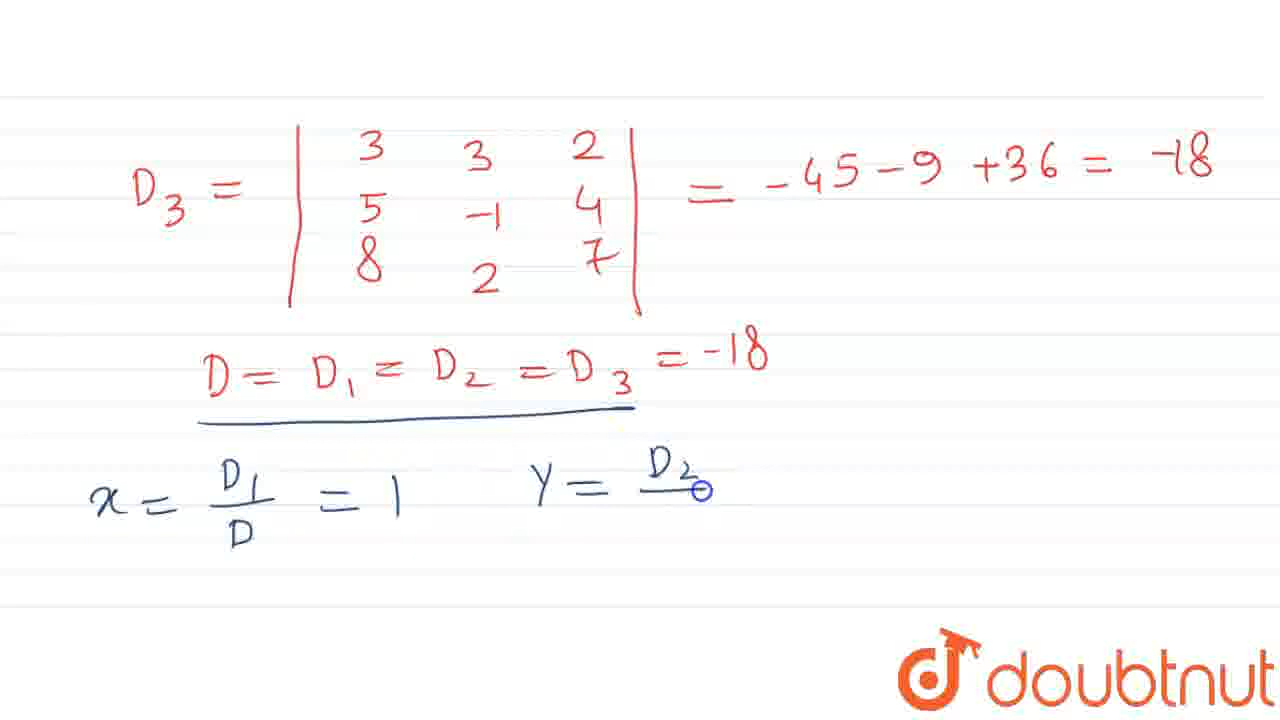 D₃ = | 3 3 2 | = -45 - 9 + 36 = -18
| 5 -1 4 |
| 8 2 7 |
D = D₁ = D₂ = D₃ = -18
x = D₁/D = 1 y = D₂/
doubtnut